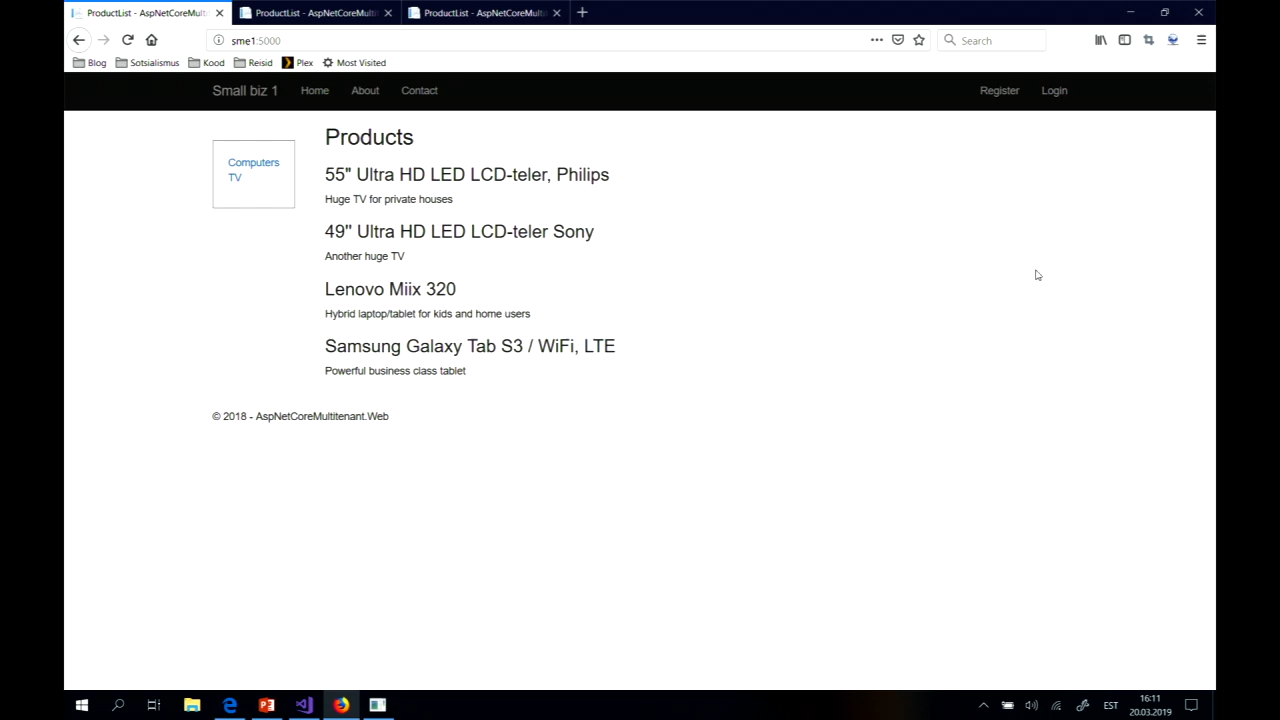 ProductList - AspNetCoreMulti
ProductList - AspNetCoreMulti
ProductList - AspNetCoreMulti
sme1:5000
Search
Blog
Sotsialismus
Kood
Reisid
Plex
Most Visited
Small biz 1
Home
About
Contact
Register
Login
Computers
TV
Products
55" Ultra HD LED LCD-teler, Philips
Huge TV for private houses
49" Ultra HD LED LCD-teler Sony
Another huge TV
Lenovo Miix 320
Hybrid laptop/tablet for kids and home users
Samsung Galaxy Tab S3 / WiFi, LTE
Powerful business class tablet
© 2018 - AspNetCoreMultitenant.Web
EST
16:11
20.03.2019